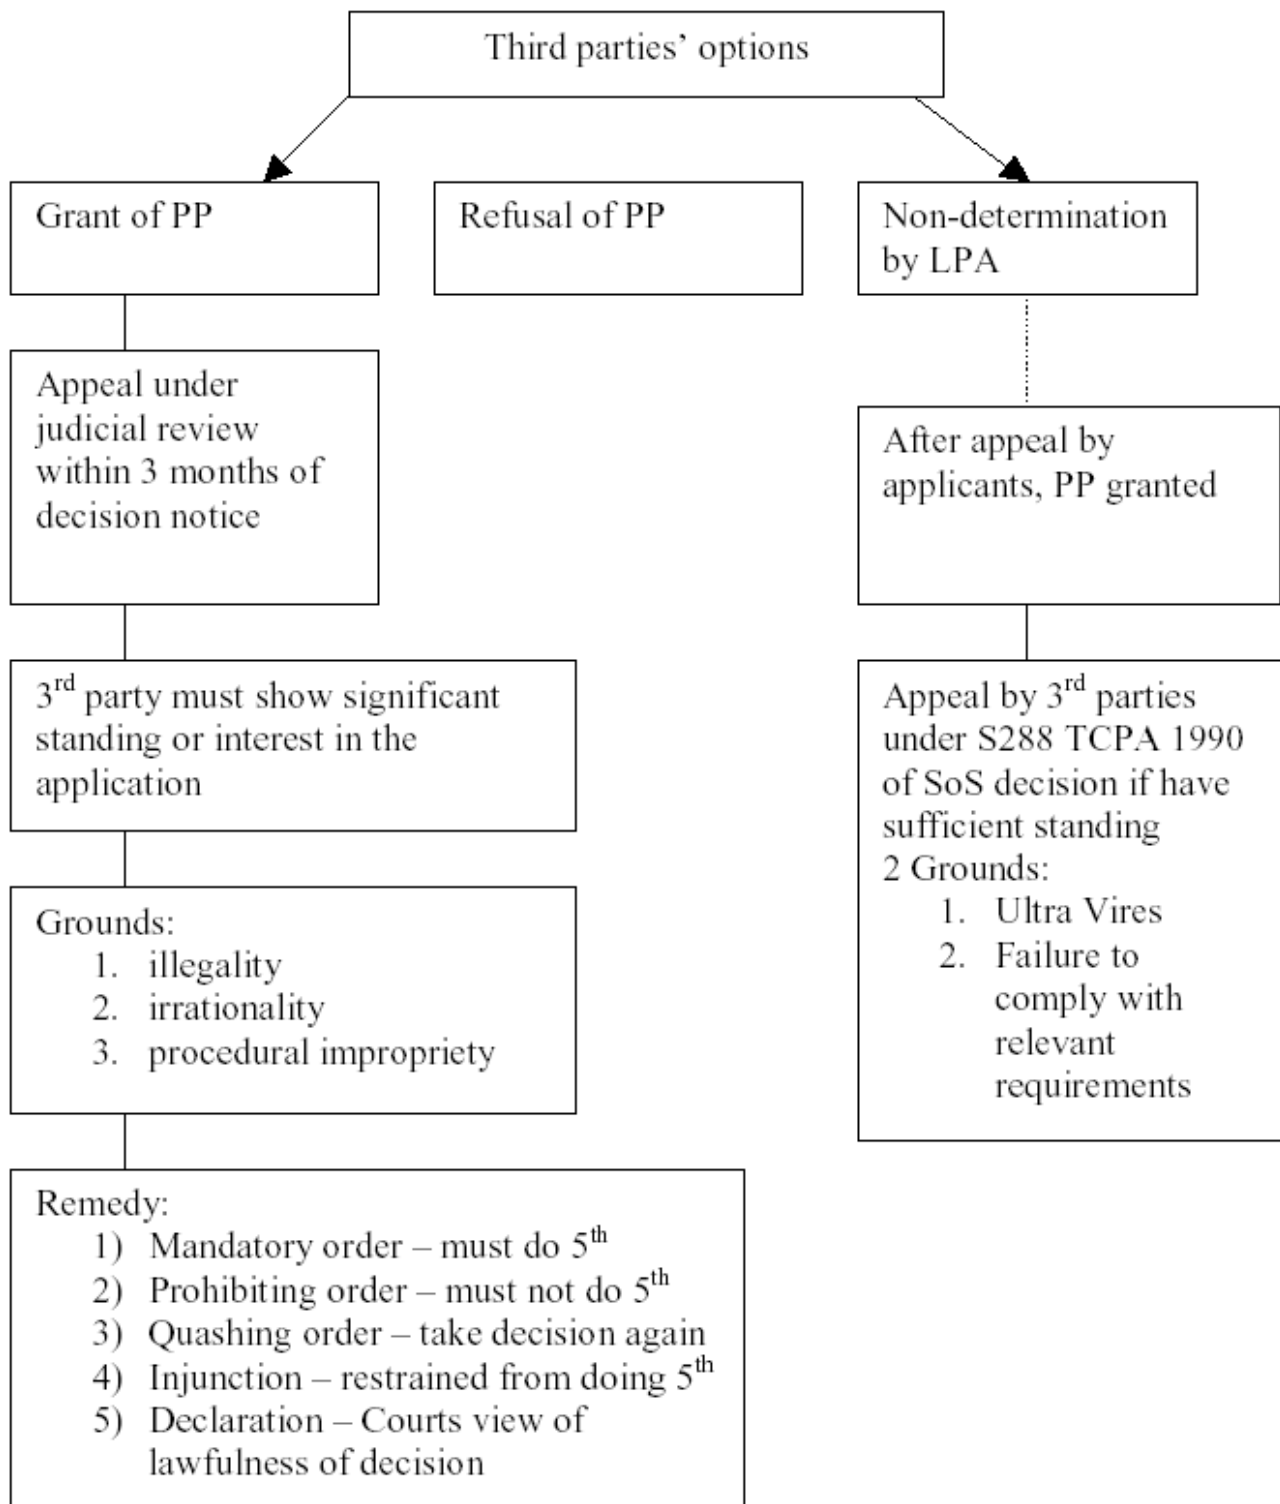 Third parties’ options
Grant of PP
Refusal of PP
Non-determination
by LPA
Appeal under
judicial review
within 3 months of
decision notice
After appeal by
applicants, PP granted
3rd party must show significant
standing or interest in the
application
Appeal by 3rd parties
under S288 TCPA 1990
of SoS decision if have
sufficient standing
2 Grounds:
1. Ultra Vires
2. Failure to
comply with
relevant
requirements
Grounds:
1. illegality
2. irrationality
3. procedural impropriety
Remedy:
1) Mandatory order – must do 5th
2) Prohibiting order – must not do 5th
3) Quashing order – take decision again
4) Injunction – restrained from doing 5th
5) Declaration – Courts view of
lawfulness of decision